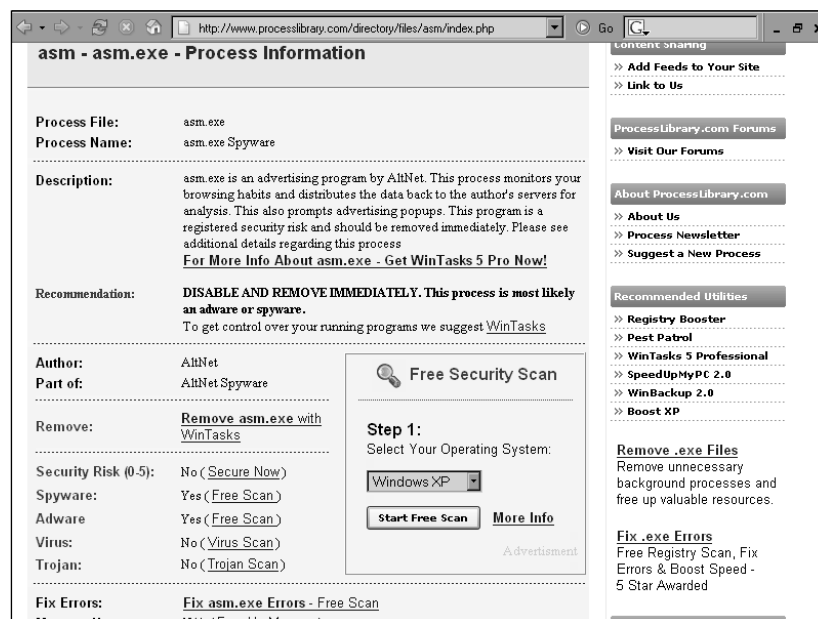 http://www.processlibrary.com/directory/files/asm/index.php
Go
G
asm - asm.exe - Process Information
Process File: asm.exe
Process Name: asm.exe Spyware
Description: asm.exe is an advertising program by AltNet. This process monitors your
browsing habits and distributes the data back to the author's servers for
analysis. This also prompts advertising popups. This program is a
registered security risk and should be removed immediately. Please see
additional details regarding this process
For More Info About asm.exe - Get WinTasks 5 Pro Now!
Recommendation: DISABLE AND REMOVE IMMEDIATELY. This process is most likely
an adware or spyware.
To get control over your running programs we suggest WinTasks
Author: AltNet
Part of: AltNet Spyware
Remove: Remove asm.exe with
WinTasks
Security Risk (0-5): No ( Secure Now )
Spyware: Yes ( Free Scan )
Adware Yes ( Free Scan )
Virus: No ( Virus Scan )
Trojan: No ( Trojan Scan )
Free Security Scan
Step 1:
Select Your Operating System:
Windows XP
Start Free Scan More Info
Advertisment
Fix Errors: Fix asm.exe Errors - Free Scan
Content Sharing
» Add Feeds to Your Site
» Link to Us
ProcessLibrary.com Forums
» Visit Our Forums
About ProcessLibrary.com
» About Us
» Process Newsletter
» Suggest a New Process
Recommended Utilities
» Registry Booster
» Pest Patrol
» WinTasks 5 Professional
» SpeedUpMyPC 2.0
» WinBackup 2.0
» Boost XP
Remove .exe Files
Remove unnecessary
background processes and
free up valuable resources.
Fix .exe Errors
Free Registry Scan, Fix
Errors & Boost Speed -
5 Star Awarded